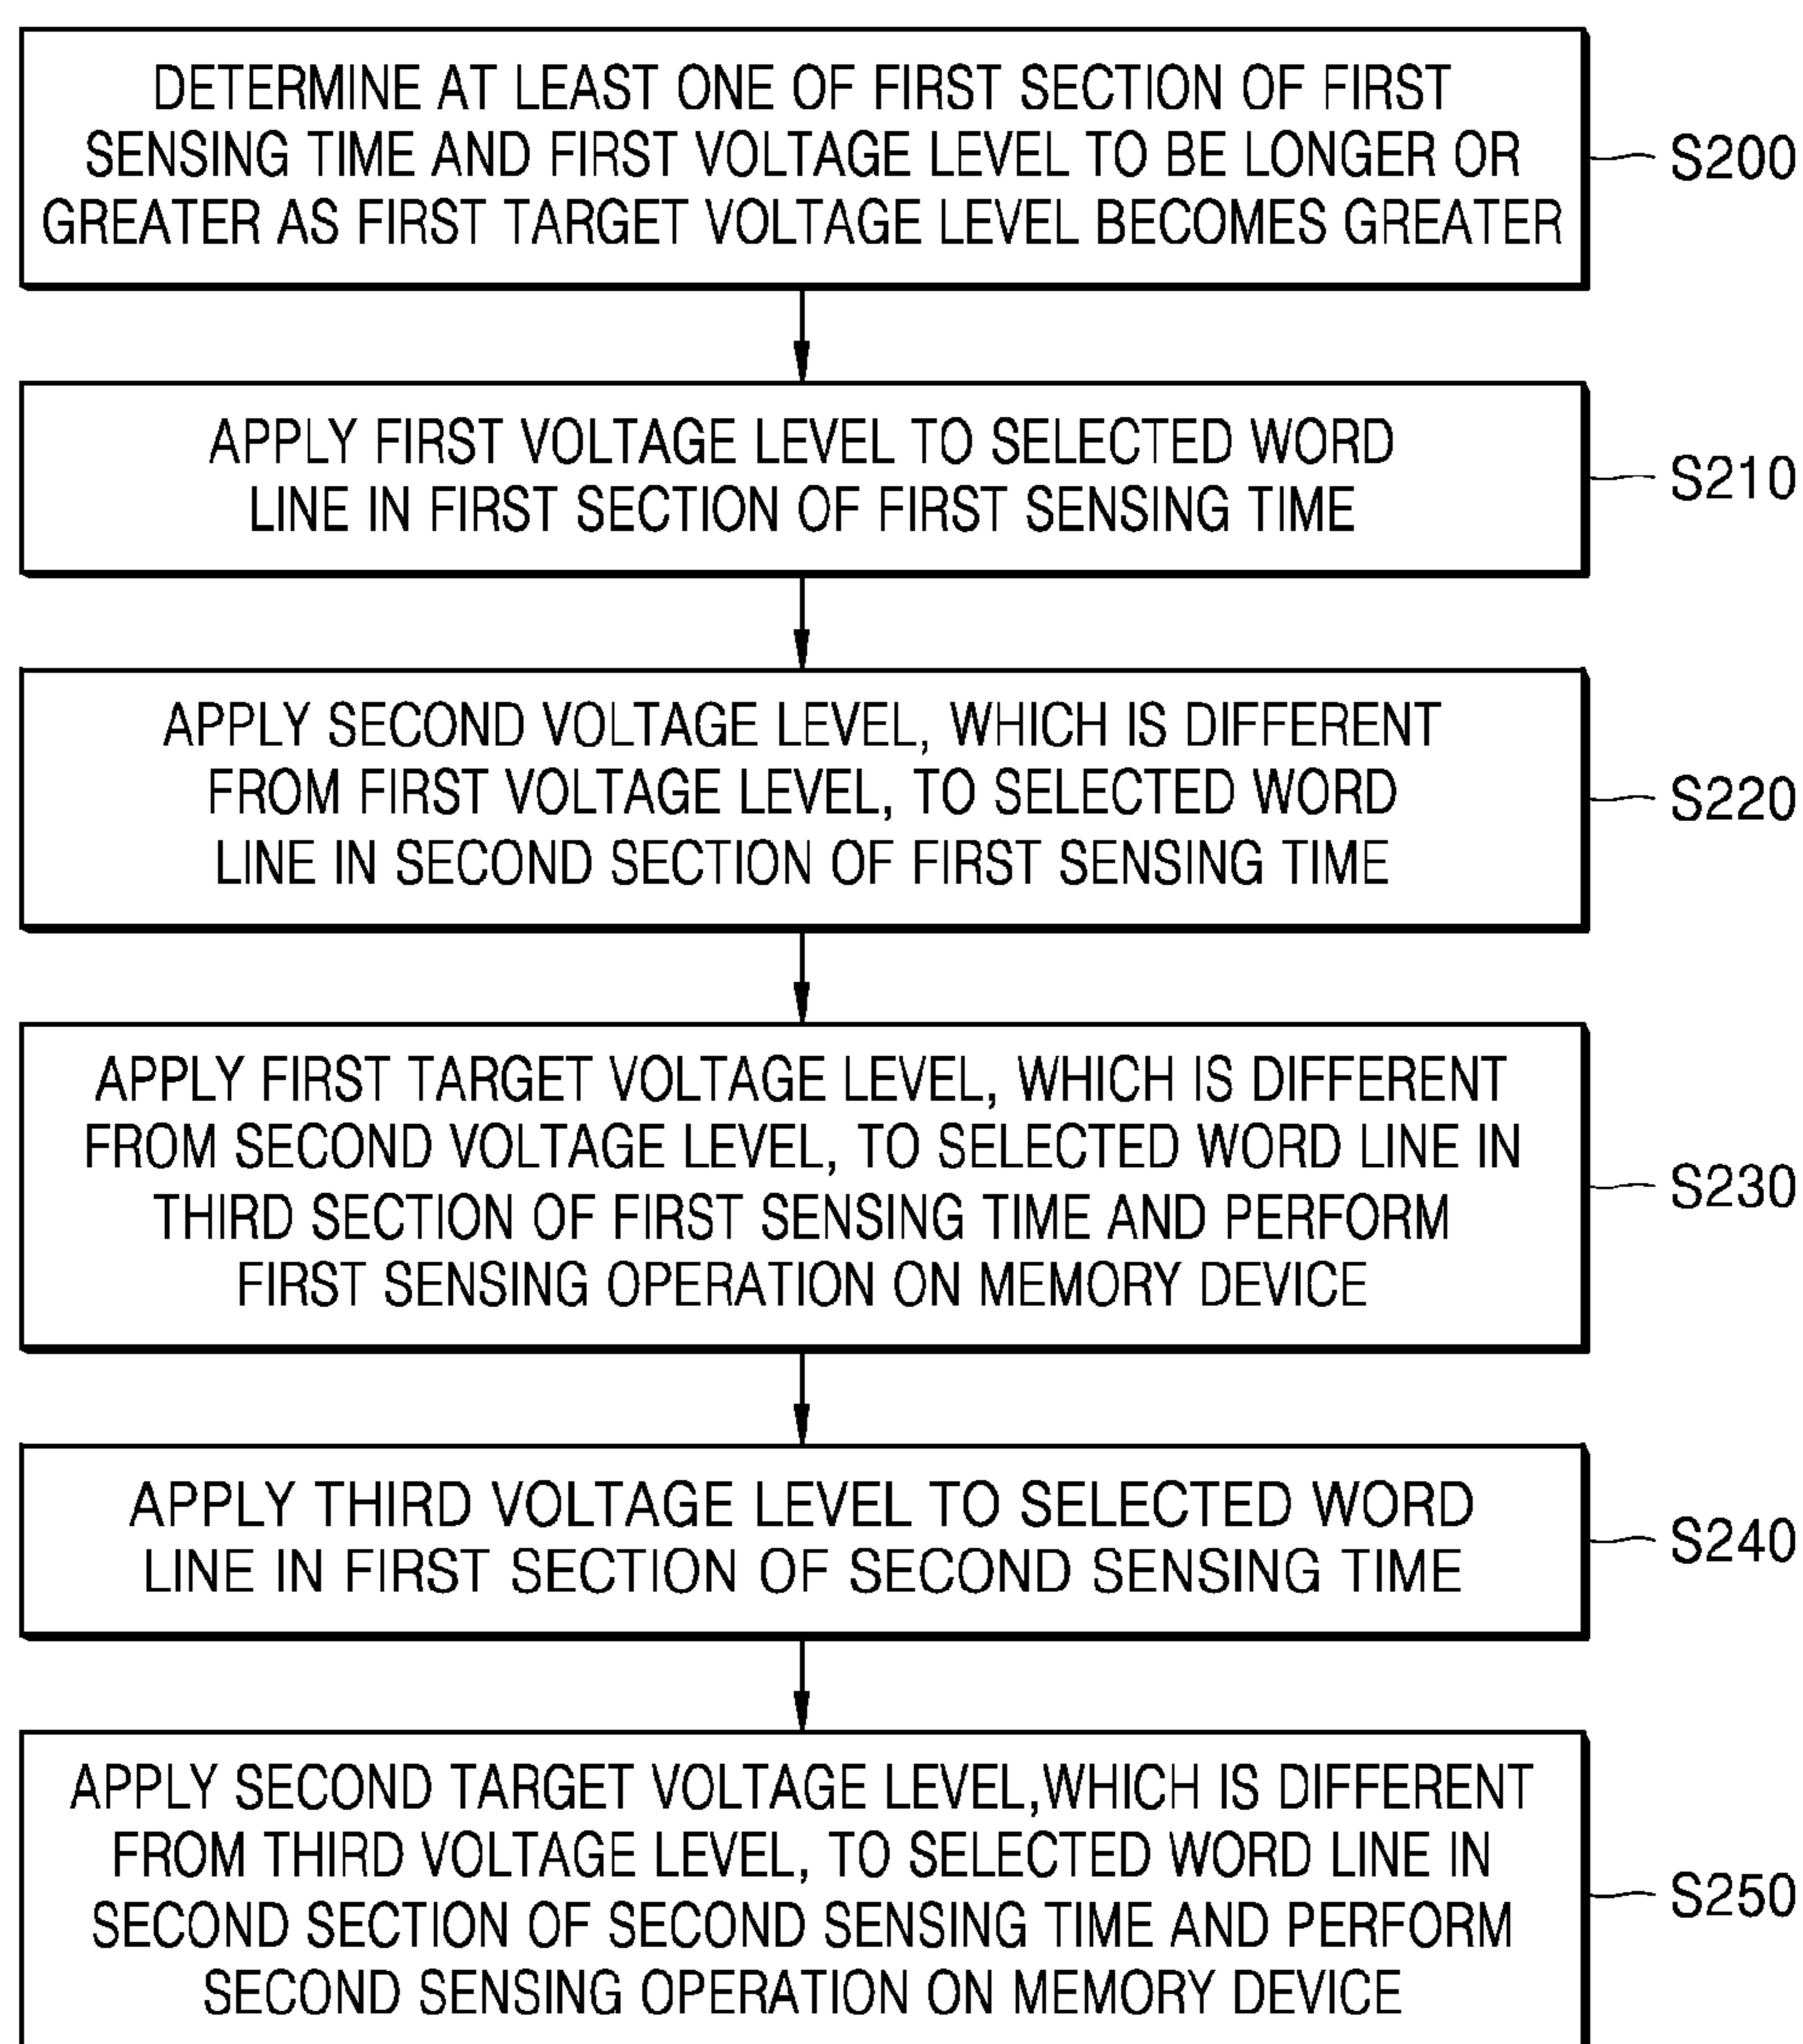 DETERMINE AT LEAST ONE OF FIRST SECTION OF FIRST
SENSING TIME AND FIRST VOLTAGE LEVEL TO BE LONGER OR
GREATER AS FIRST TARGET VOLTAGE LEVEL BECOMES GREATER
S200
APPLY FIRST VOLTAGE LEVEL TO SELECTED WORD
LINE IN FIRST SECTION OF FIRST SENSING TIME
S210
APPLY SECOND VOLTAGE LEVEL, WHICH IS DIFFERENT
FROM FIRST VOLTAGE LEVEL, TO SELECTED WORD
LINE IN SECOND SECTION OF FIRST SENSING TIME
S220
APPLY FIRST TARGET VOLTAGE LEVEL, WHICH IS DIFFERENT
FROM SECOND VOLTAGE LEVEL, TO SELECTED WORD LINE IN
THIRD SECTION OF FIRST SENSING TIME AND PERFORM
FIRST SENSING OPERATION ON MEMORY DEVICE
S230
APPLY THIRD VOLTAGE LEVEL TO SELECTED WORD
LINE IN FIRST SECTION OF SECOND SENSING TIME
S240
APPLY SECOND TARGET VOLTAGE LEVEL,WHICH IS DIFFERENT
FROM THIRD VOLTAGE LEVEL, TO SELECTED WORD LINE IN
SECOND SECTION OF SECOND SENSING TIME AND PERFORM
SECOND SENSING OPERATION ON MEMORY DEVICE
S250